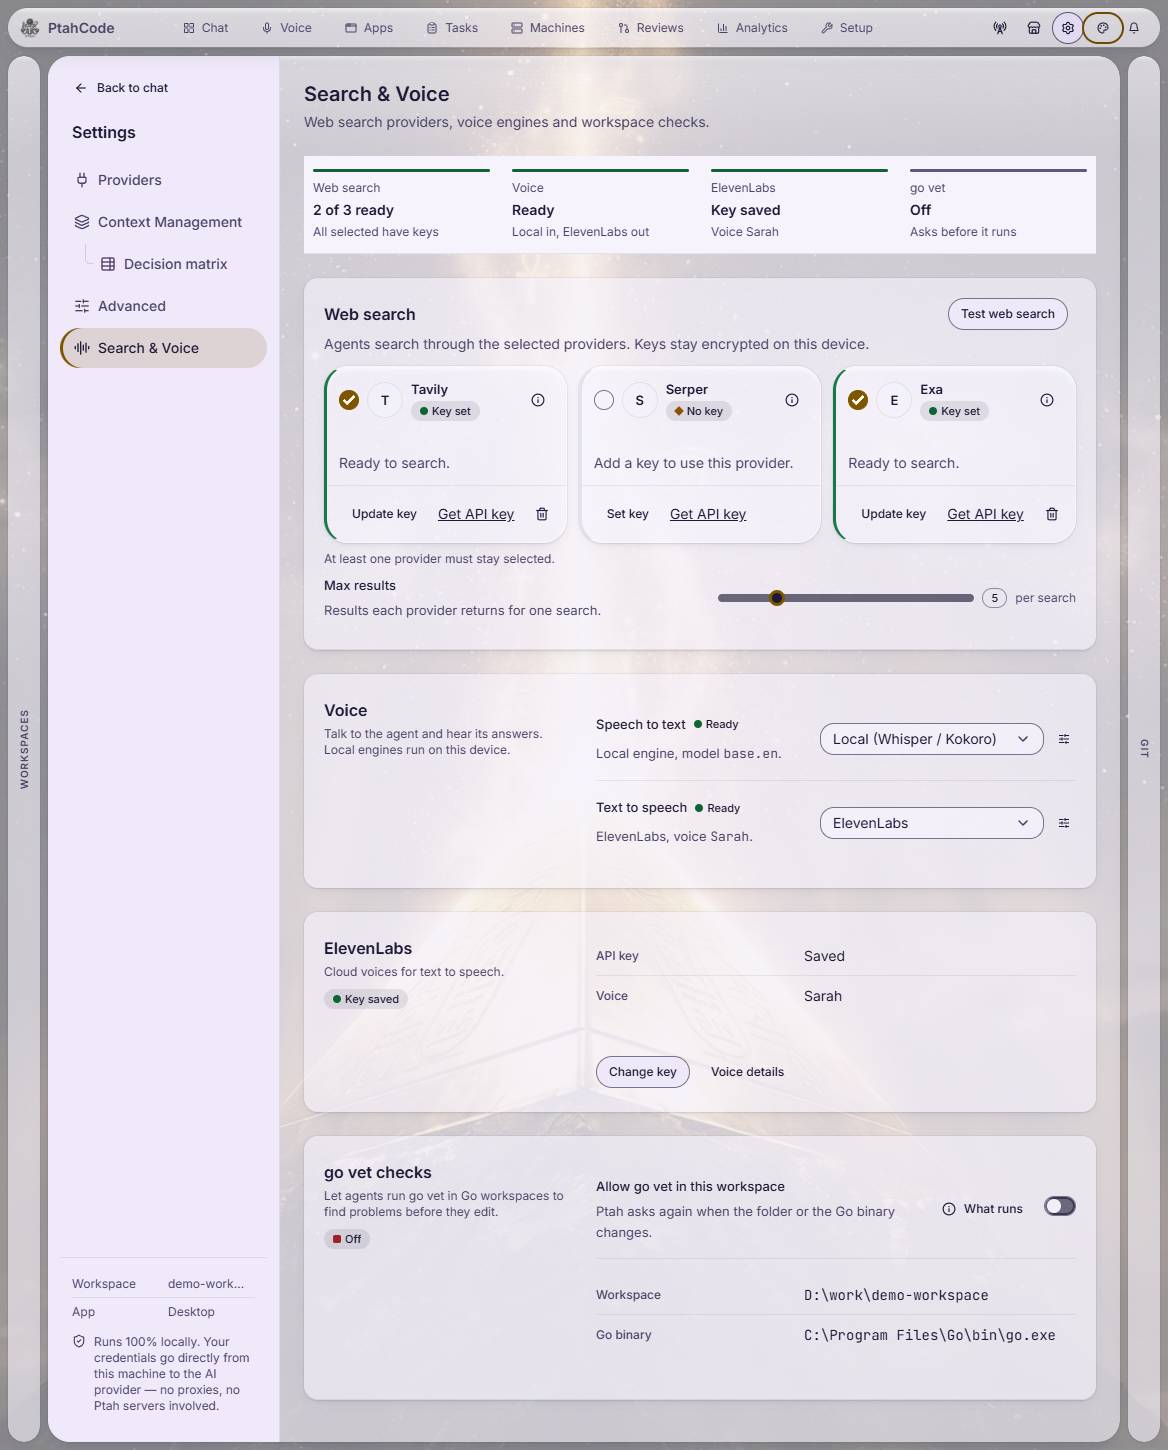 PtahCode
Chat
Voice
Apps
Tasks
Machines
Reviews
Analytics
Setup
WORKSPACES
Back to chat
Settings
Providers
Context Management
Decision matrix
Advanced
Search & Voice
Workspace demo-work...
App Desktop
Runs 100% locally. Your
credentials go directly from
this machine to the AI
provider — no proxies, no
Ptah servers involved.
Search & Voice
Web search providers, voice engines and workspace checks.
Web search
2 of 3 ready
All selected have keys
Voice
Ready
Local in, ElevenLabs out
ElevenLabs
Key saved
Voice Sarah
go vet
Off
Asks before it runs
Web search
Test web search
Agents search through the selected providers. Keys stay encrypted on this device.
T
Tavily
Key set
Ready to search.
Update key
Get API key
S
Serper
No key
Add a key to use this provider.
Set key
Get API key
E
Exa
Key set
Ready to search.
Update key
Get API key
At least one provider must stay selected.
Max results
Results each provider returns for one search.
5 per search
Voice
Talk to the agent and hear its answers.
Local engines run on this device.
Speech to text Ready
Local engine, model base.en.
Local (Whisper / Kokoro)
Text to speech Ready
ElevenLabs, voice Sarah.
ElevenLabs
ElevenLabs
Cloud voices for text to speech.
Key saved
API key Saved
Voice Sarah
Change key
Voice details
go vet checks
Let agents run go vet in Go workspaces to
find problems before they edit.
Off
Allow go vet in this workspace
Ptah asks again when the folder or the Go binary
changes.
What runs
Workspace D:\work\demo-workspace
Go binary C:\Program Files\Go\bin\go.exe
GIT